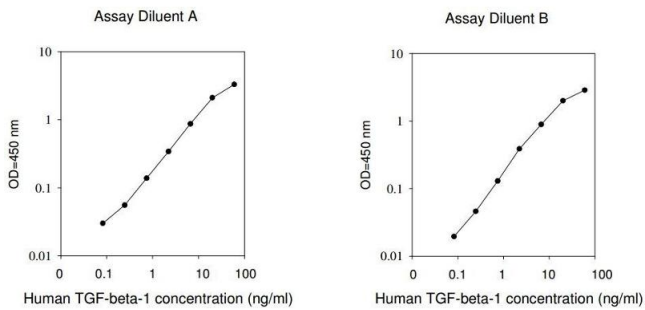 Assay Diluent A
10
1
0.1
0.01
OD=450 nm
0 0.1 1 10 100
Human TGF-beta-1 concentration (ng/ml)
Assay Diluent B
10
1
0.1
0.01
OD=450 nm
0 0.1 1 10 100
Human TGF-beta-1 concentration (ng/ml)